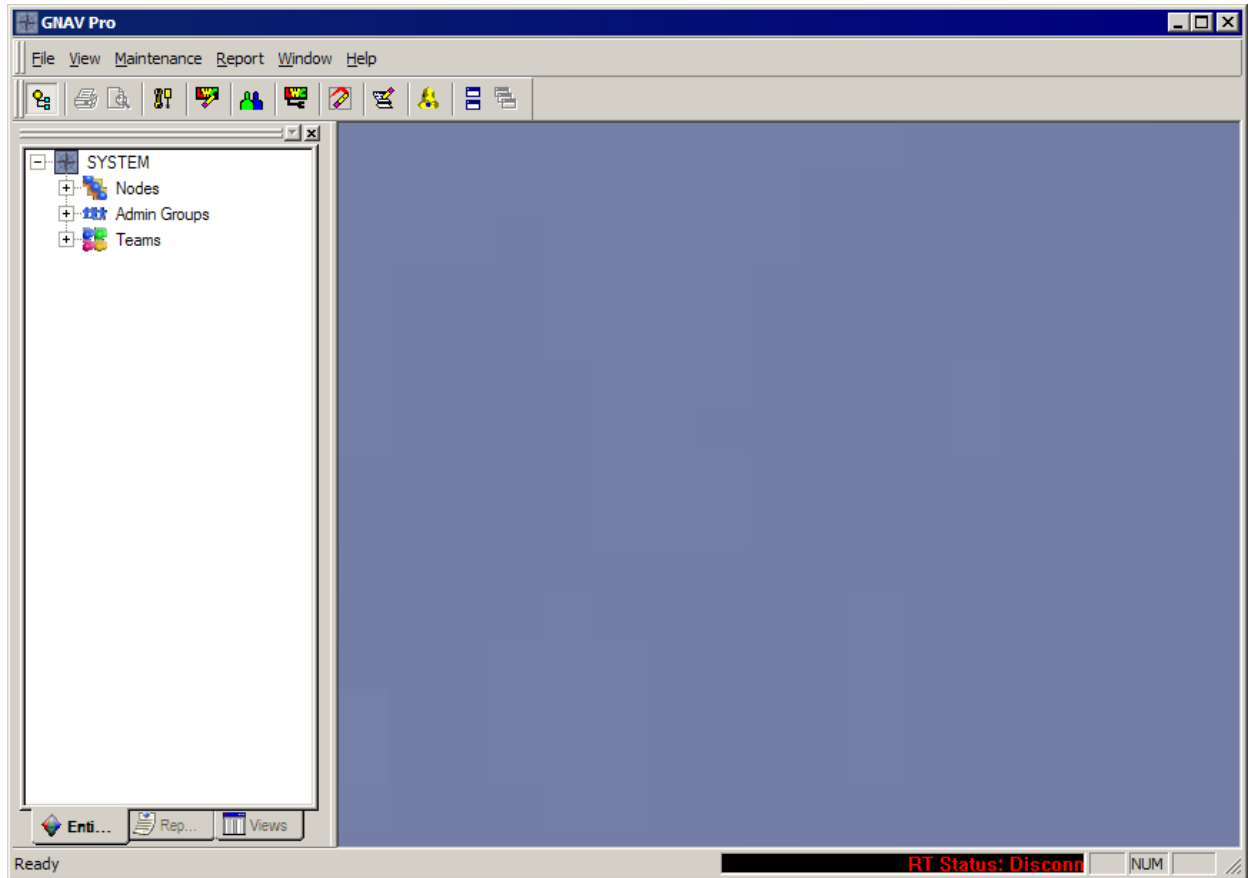 GNAV Pro
File View Maintenance Report Window Help
SYSTEM
Nodes
Admin Groups
Teams
Enti... Rep... Views
Ready RT Status: Disconn NUM